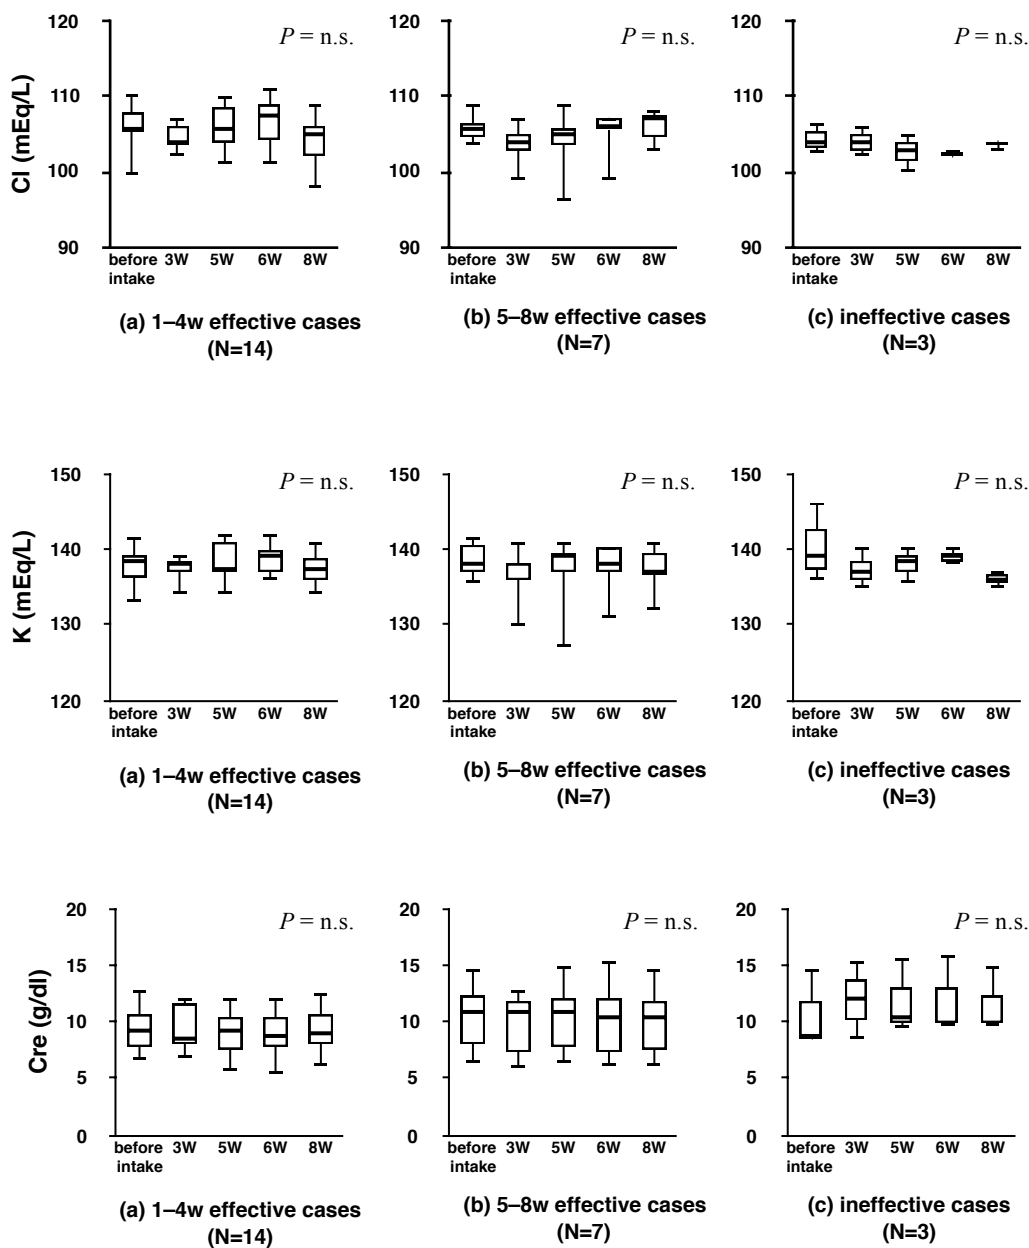 120
110
100
90
Cl (mEq/L)
P = n.s.
before 3W 5W 6W 8W
intake
(a) 1–4w effective cases
(N=14)
120
110
100
90
P = n.s.
before 3W 5W 6W 8W
intake
(b) 5–8w effective cases
(N=7)
120
110
100
90
P = n.s.
before 3W 5W 6W 8W
intake
(c) ineffective cases
(N=3)
150
140
130
120
K (mEq/L)
P = n.s.
before 3W 5W 6W 8W
intake
(a) 1–4w effective cases
(N=14)
150
140
130
120
P = n.s.
before 3W 5W 6W 8W
intake
(b) 5–8w effective cases
(N=7)
150
140
130
120
P = n.s.
before 3W 5W 6W 8W
intake
(c) ineffective cases
(N=3)
20
15
10
5
0
Cre (g/dl)
P = n.s.
before 3W 5W 6W 8W
intake
(a) 1–4w effective cases
(N=14)
20
15
10
5
0
P = n.s.
before 3W 5W 6W 8W
intake
(b) 5–8w effective cases
(N=7)
20
15
10
5
0
P = n.s.
before 3W 5W 6W 8W
intake
(c) ineffective cases
(N=3)